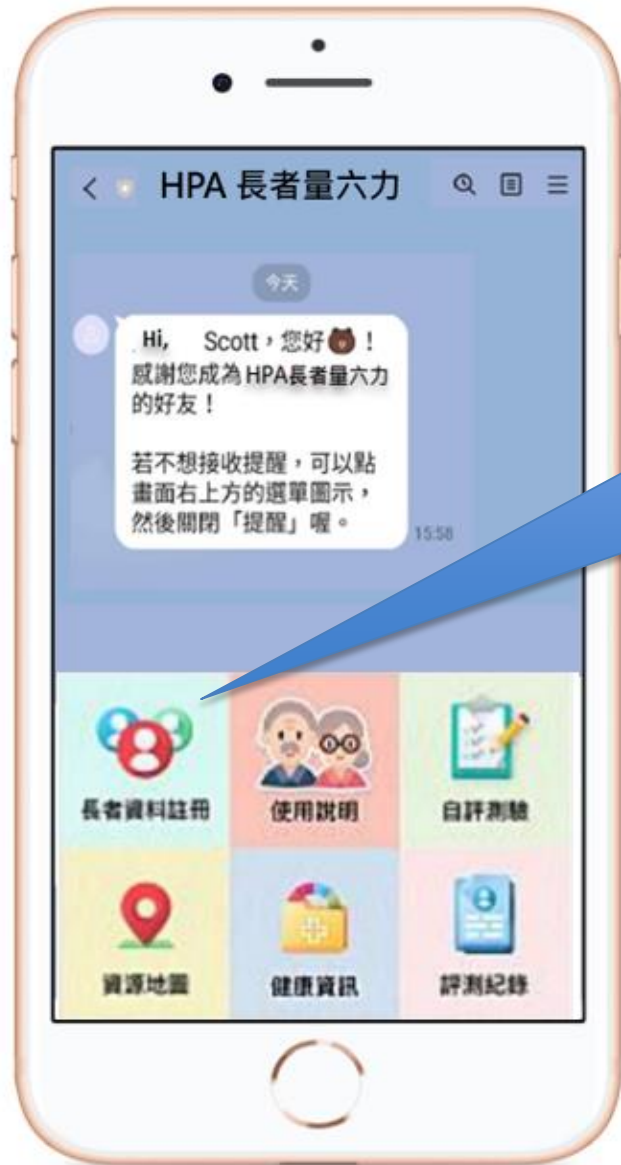 HPA 長者量六力
今天
Hi, Scott，您好！
感謝您成為HPA長者量六力
的好友！
若不想接收提醒，可以點
畫面右上方的選單圖示，
然後關閉「提醒」喔。
15:58
長者資料註冊
使用說明
自評測驗
資源地圖
健康資訊
評測紀錄